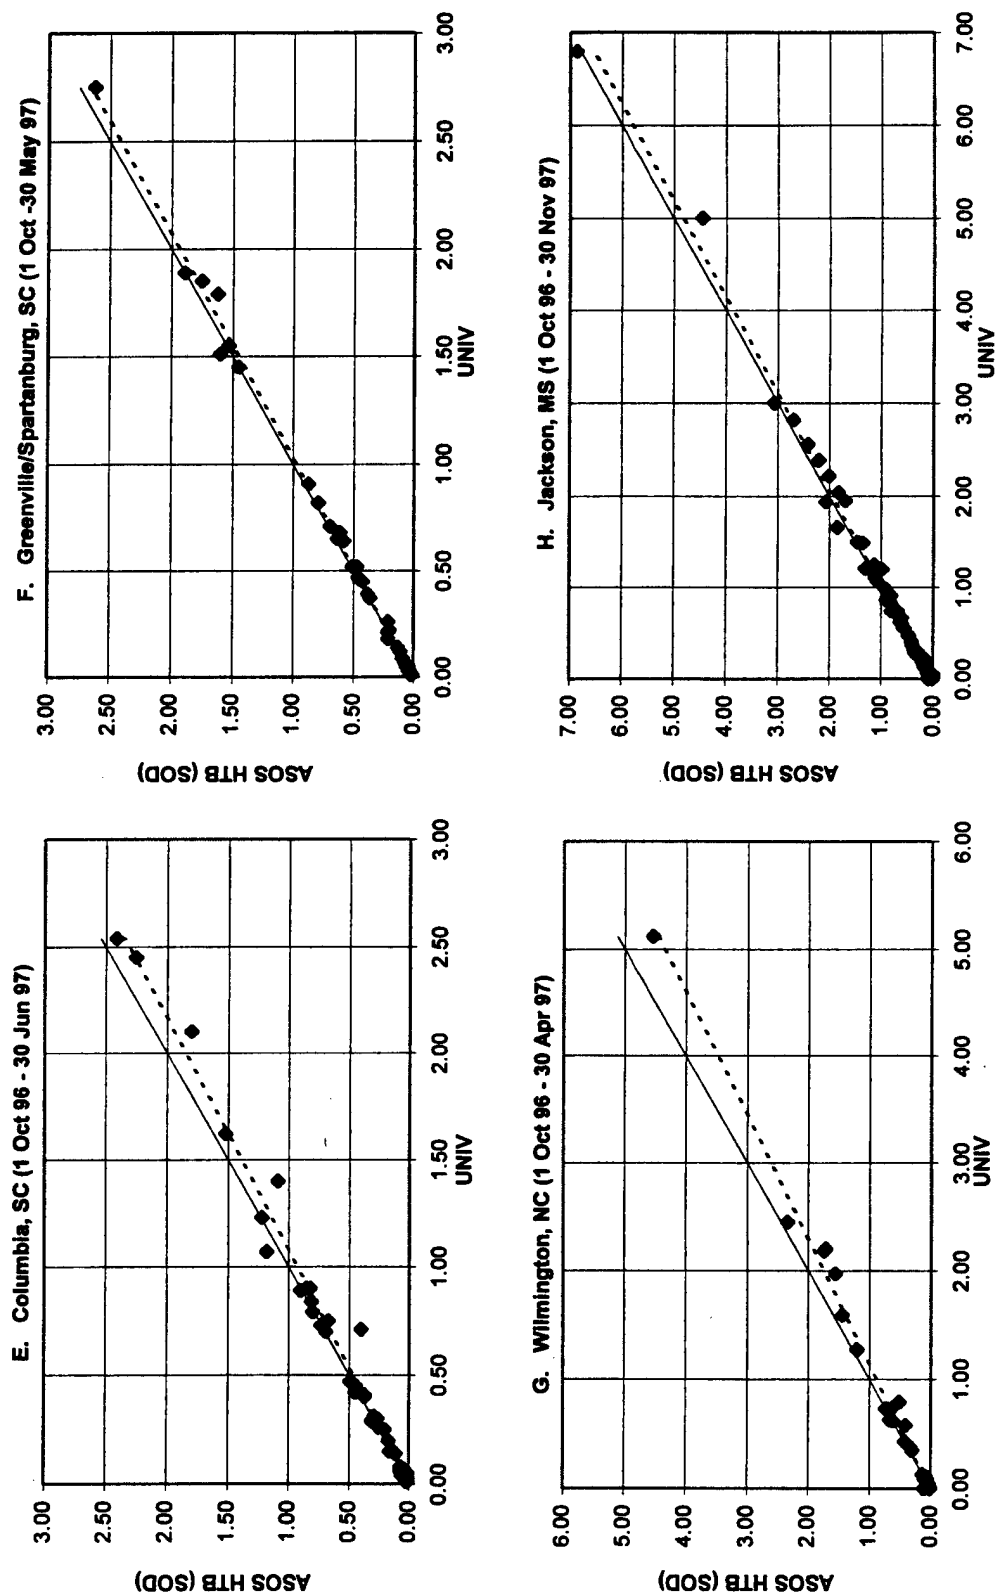 E. Columbia, SC (1 Oct 96 - 30 Jun 97)
ASOS HTB (SOD)
3.00
2.50
2.00
1.50
1.00
0.50
0.00
0.00 0.50 1.00 1.50 2.00 2.50 3.00
UNIV
F. Greenville/Spartanburg, SC (1 Oct -30 May 97)
ASOS HTB (SOD)
3.00
2.50
2.00
1.50
1.00
0.50
0.00
0.00 0.50 1.00 1.50 2.00 2.50 3.00
UNIV
G. Wilmington, NC (1 Oct 96 - 30 Apr 97)
ASOS HTB (SOD)
6.00
5.00
4.00
3.00
2.00
1.00
0.00
0.00 1.00 2.00 3.00 4.00 5.00 6.00
UNIV
H. Jackson, MS (1 Oct 96 - 30 Nov 97)
ASOS HTB (SOD)
7.00
6.00
5.00
4.00
3.00
2.00
1.00
0.00
0.00 1.00 2.00 3.00 4.00 5.00 6.00 7.00
UNIV